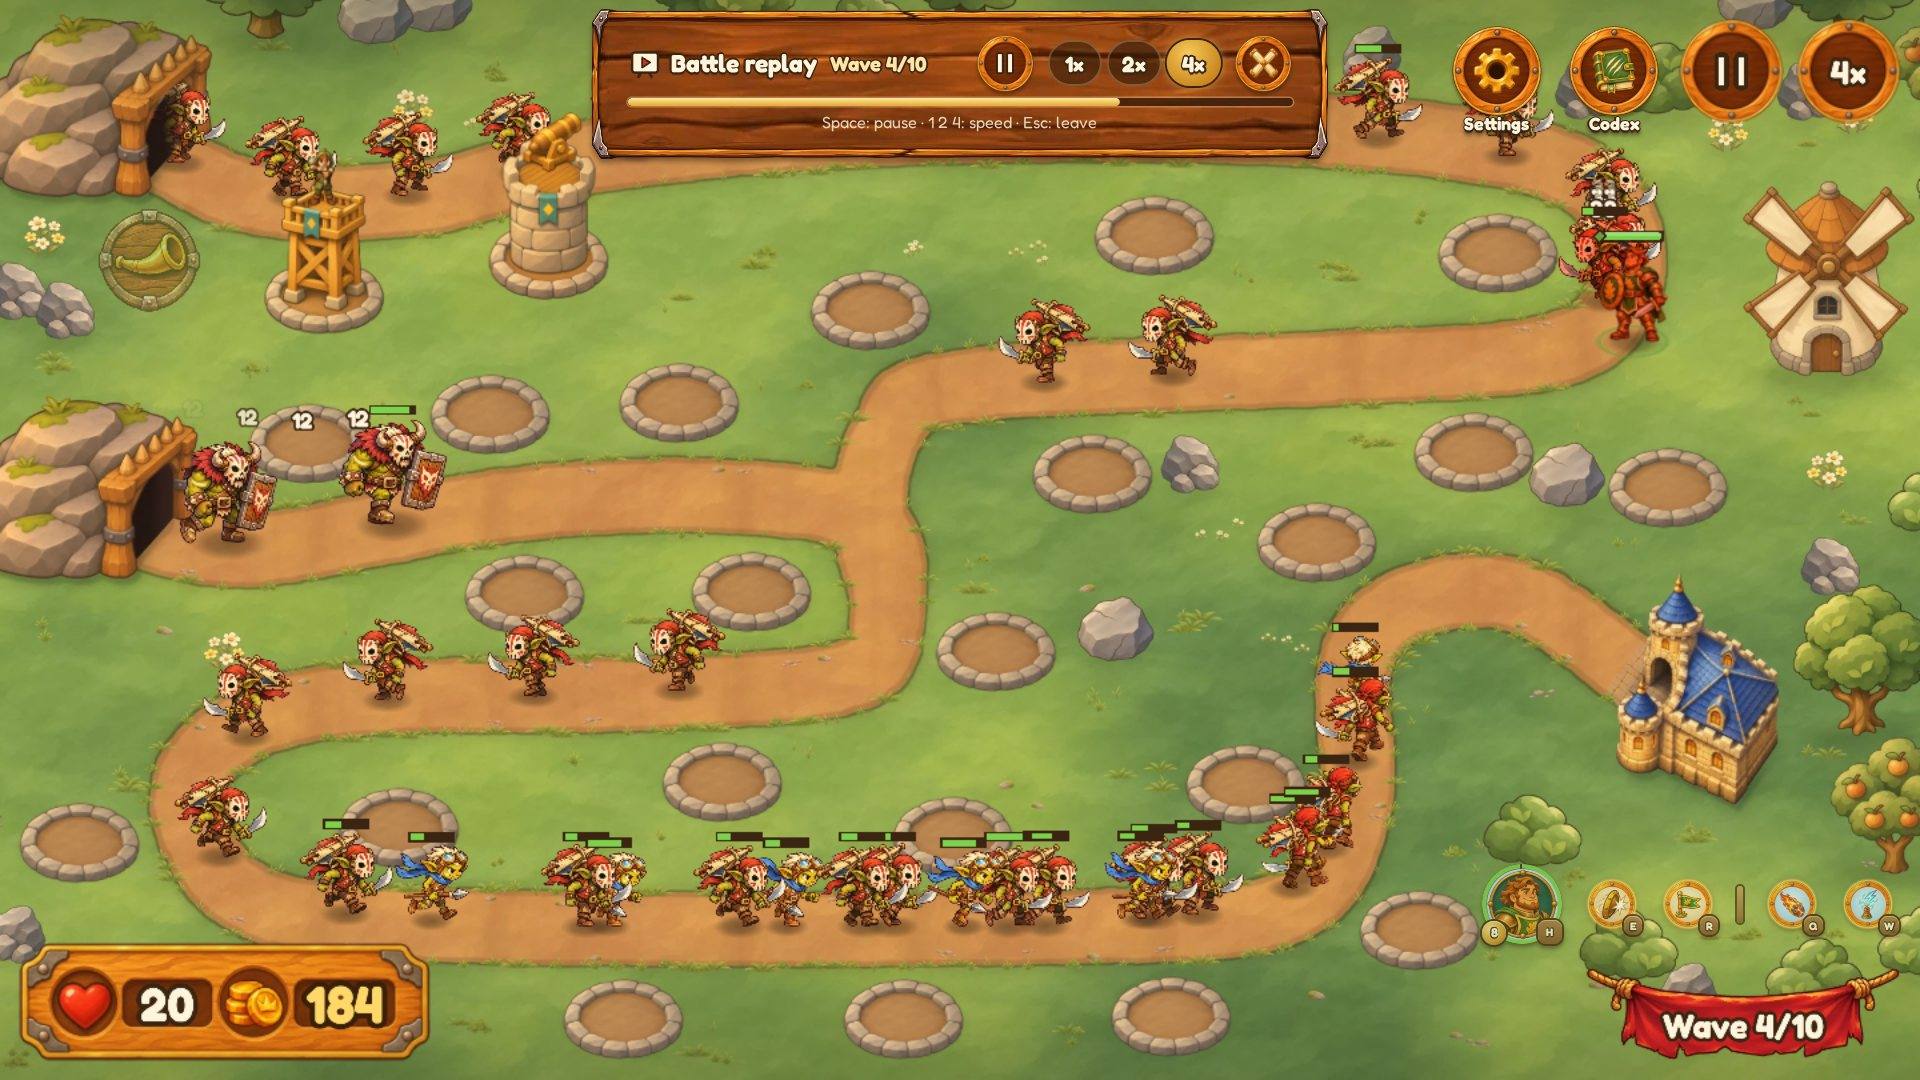 Battle replay Wave 4/10
1x 2x 4x
Space: pause · 1 2 4: speed · Esc: leave
Settings
Codex
4x
12 12 12 12
8 H E R Q W
20 184
Wave 4/10